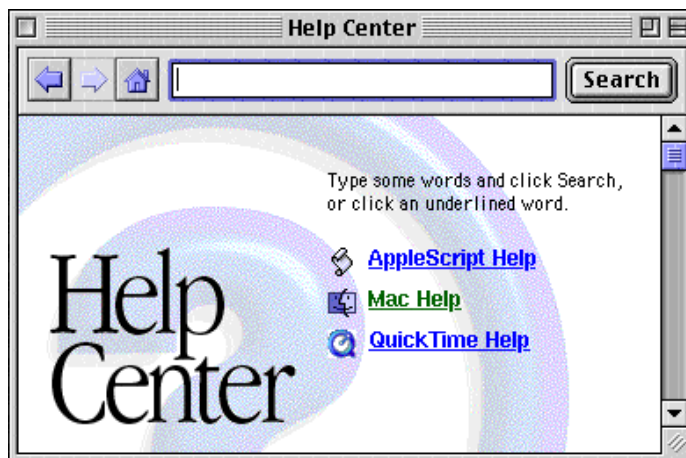 Help Center
Search
Type some words and click Search,
or click an underlined word.
AppleScript Help
Mac Help
QuickTime Help
Help
Center